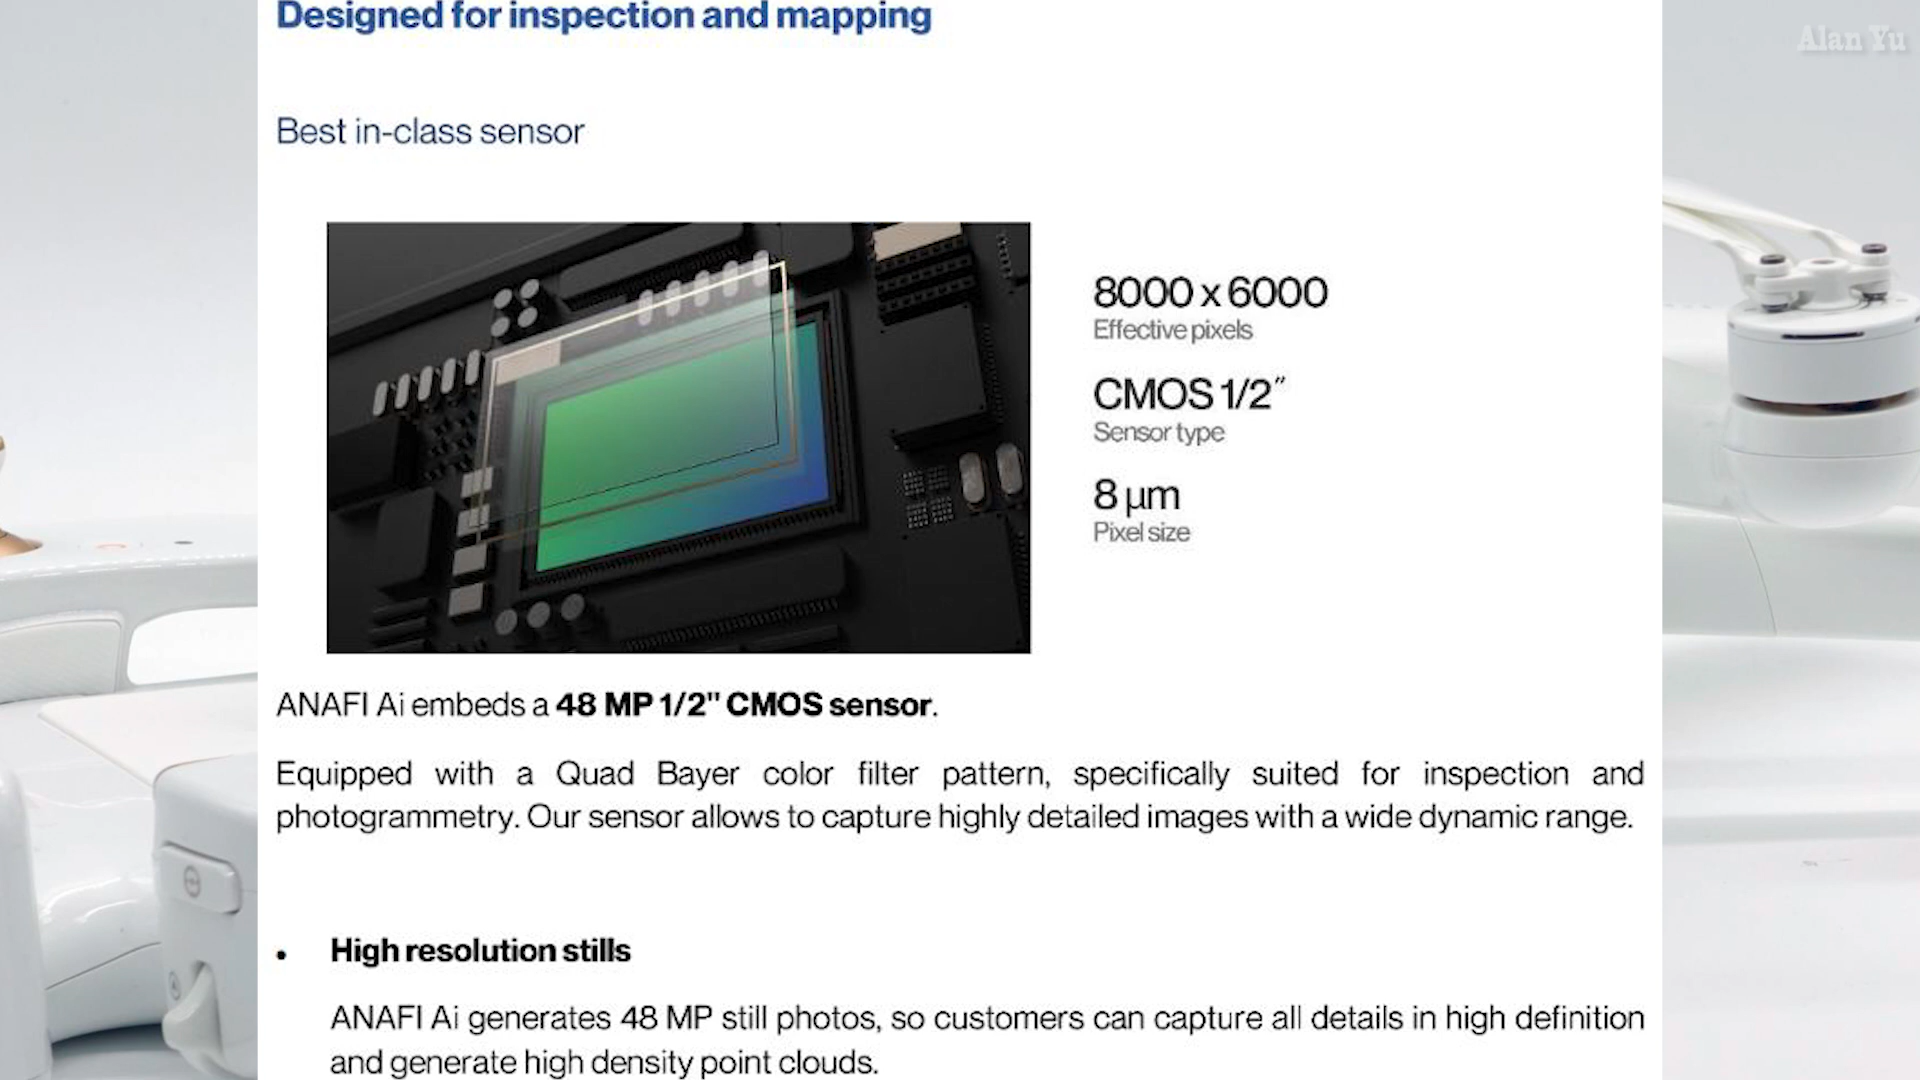 Designed for inspection and mapping
Alan Yu
Best in-class sensor
8000 x 6000
Effective pixels
CMOS 1/2″
Sensor type
8 µm
Pixel size
ANAFI Ai embeds a 48 MP 1/2" CMOS sensor.
Equipped with a Quad Bayer color filter pattern, specifically suited for inspection and
photogrammetry. Our sensor allows to capture highly detailed images with a wide dynamic range.
• High resolution stills
ANAFI Ai generates 48 MP still photos, so customers can capture all details in high definition
and generate high density point clouds.